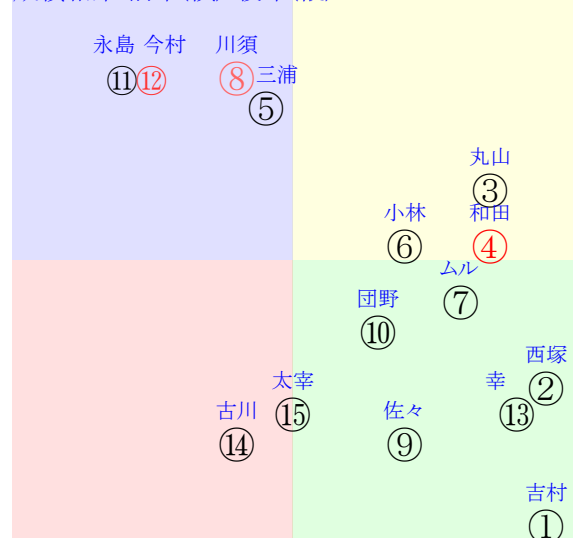 永島 今村 川須
⑪⑫ ⑧三浦
⑤
丸山
③
小林 和田
⑥ ④
ムル
団野 ⑦
⑩
西塚
太宰 幸 ②
古川 ⑮ 佐々 ⑬
⑭ ⑨
吉村
①